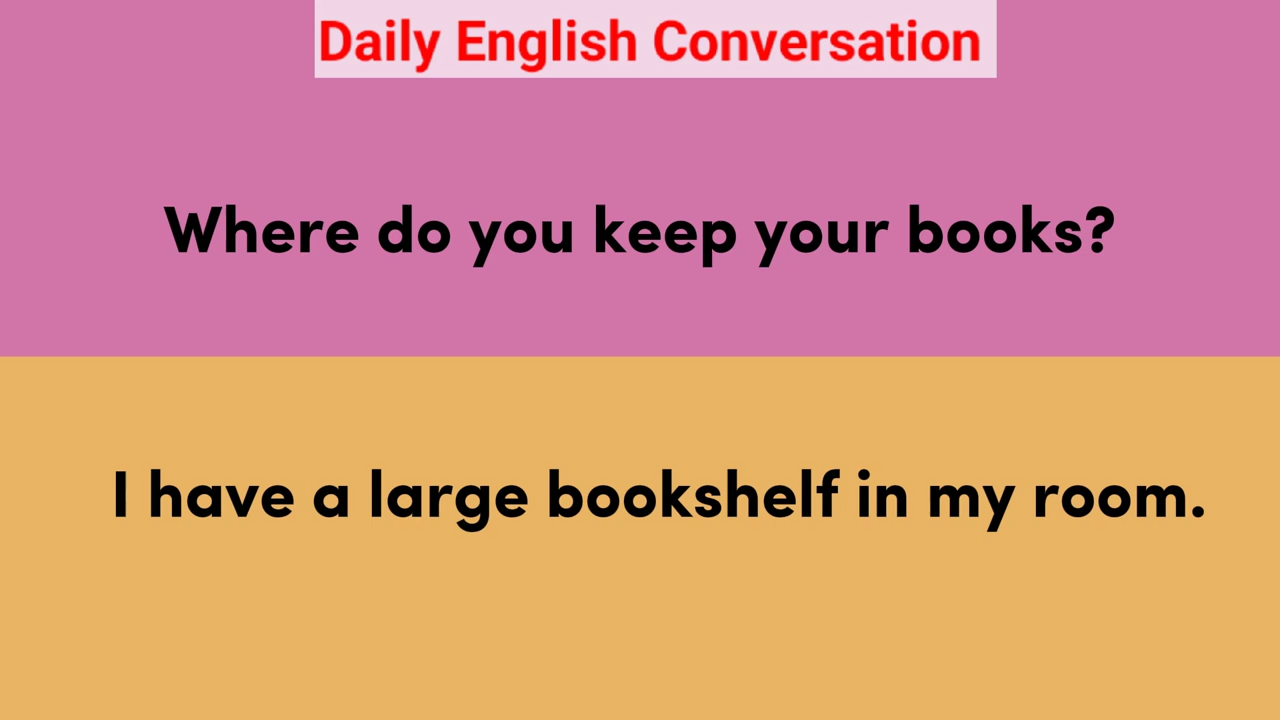 Daily English Conversation
Where do you keep your books?
I have a large bookshelf in my room.